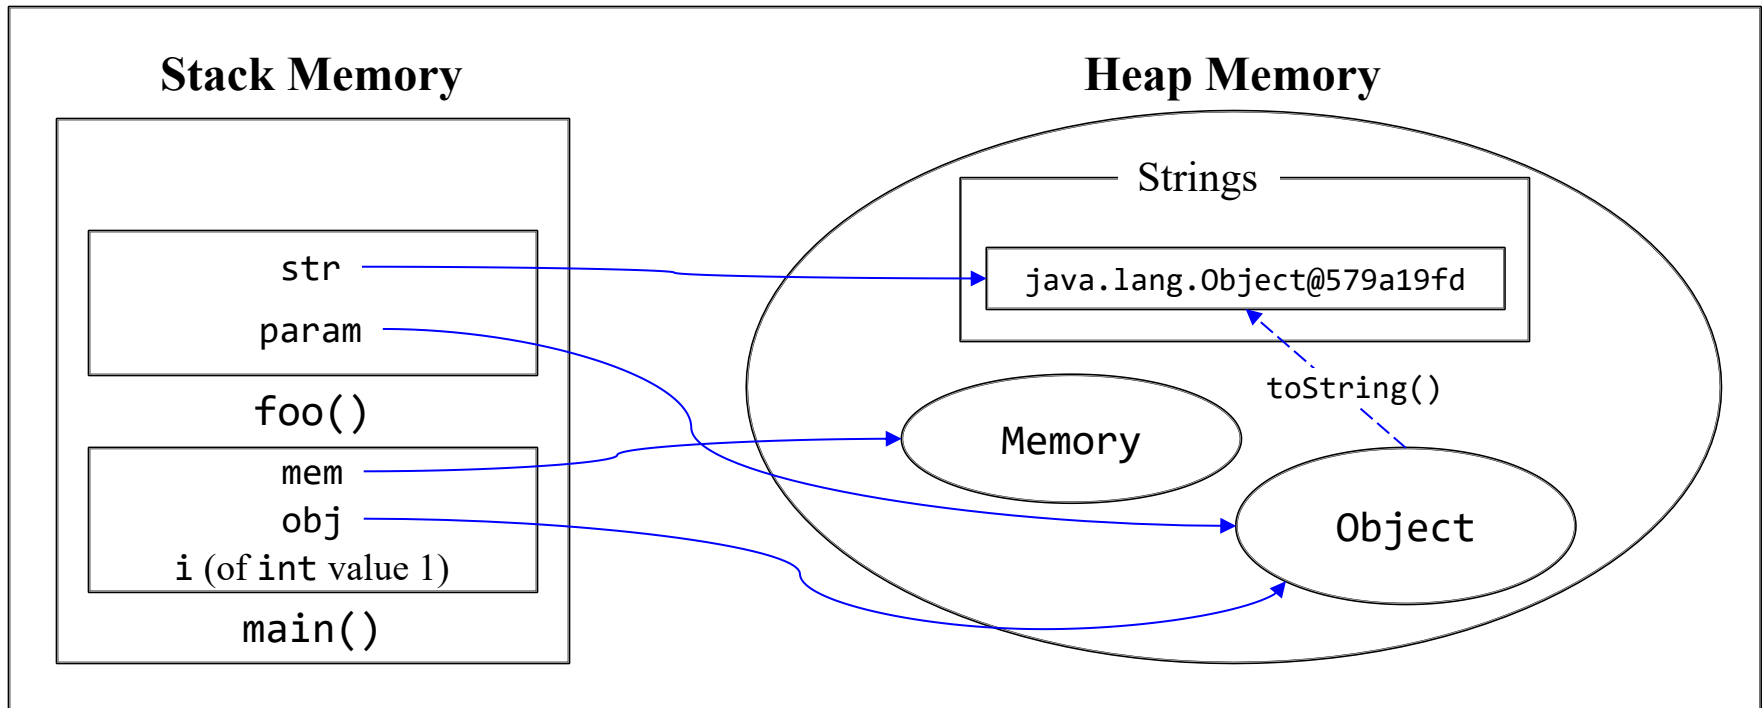 Stack Memory
str
param
foo()
mem
obj
i (of int value 1)
main()
Heap Memory
Strings
java.lang.Object@579a19fd
toString()
Memory
Object